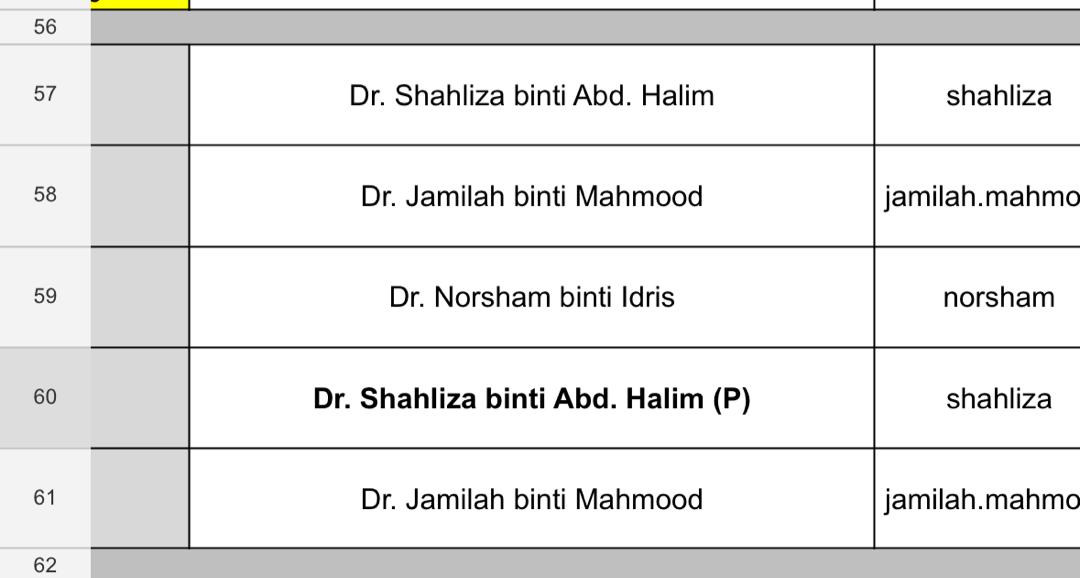 56
57 Dr. Shahliza binti Abd. Halim shahliza
58 Dr. Jamilah binti Mahmood jamilah.mahmo
59 Dr. Norsham binti Idris norsham
60 Dr. Shahliza binti Abd. Halim (P) shahliza
61 Dr. Jamilah binti Mahmood jamilah.mahmo
62